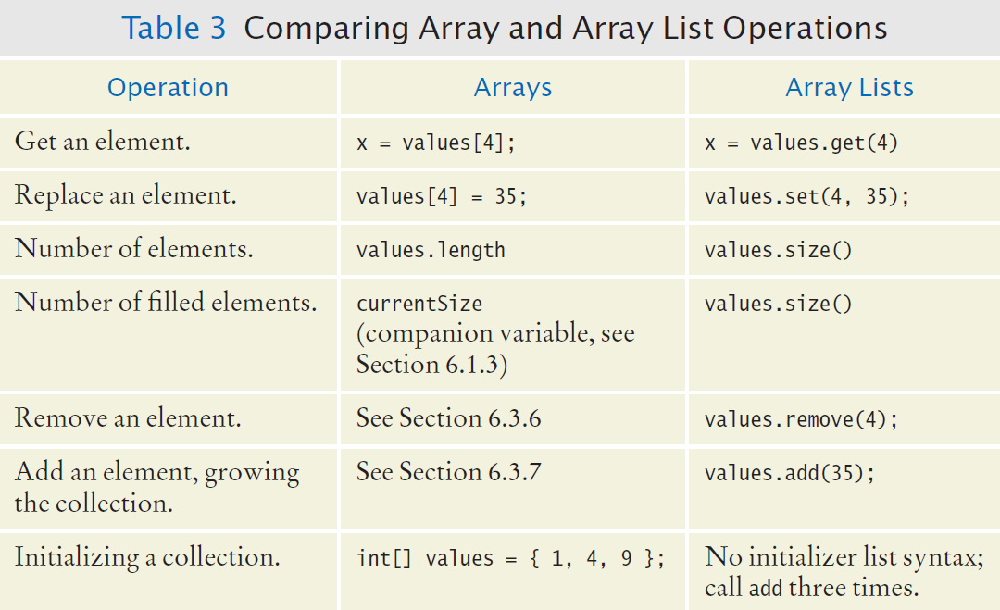 Table 3 Comparing Array and Array List Operations
Operation Arrays Array Lists
Get an element. x = values[4]; x = values.get(4)
Replace an element. values[4] = 35; values.set(4, 35);
Number of elements. values.length values.size()
Number of filled elements. currentSize values.size()
(companion variable, see
Section 6.1.3)
Remove an element. See Section 6.3.6 values.remove(4);
Add an element, growing See Section 6.3.7 values.add(35);
the collection.
Initializing a collection. int[] values = { 1, 4, 9 }; No initializer list syntax;
call add three times.